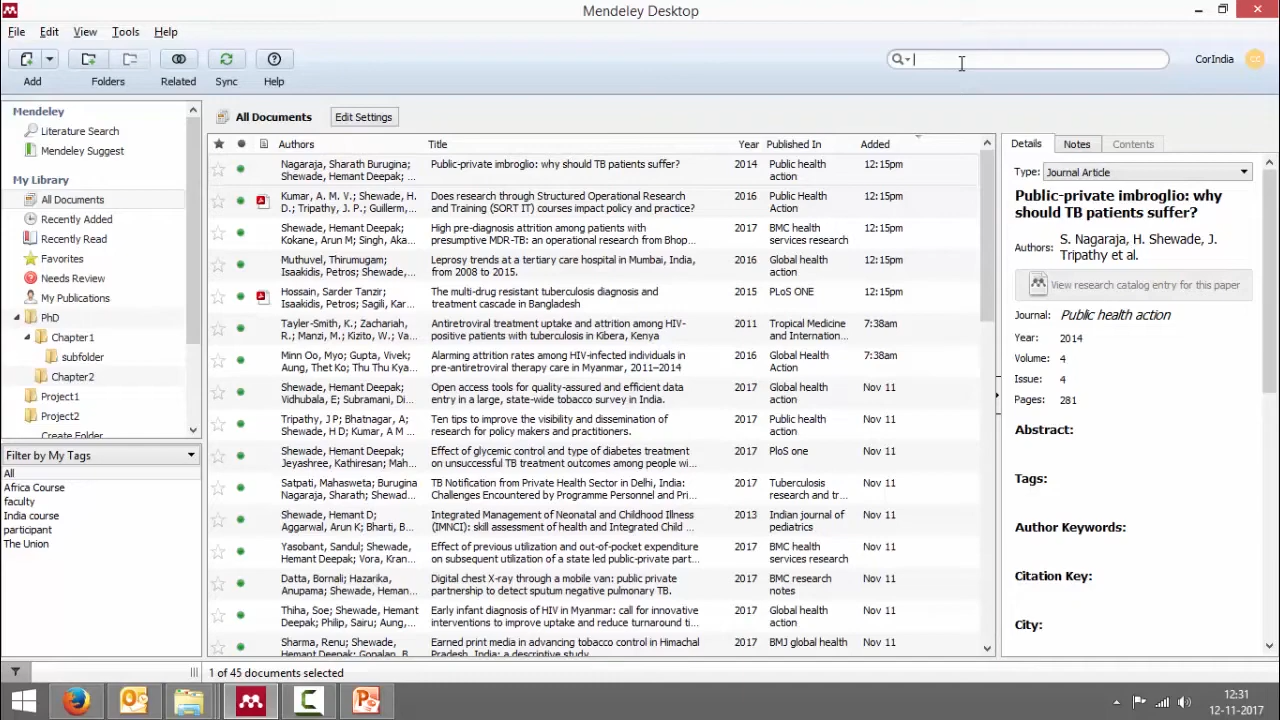 Mendeley Desktop
File Edit View Tools Help
Add Folders Related Sync Help
CorIndia CC
Mendeley
Literature Search
Mendeley Suggest
My Library
All Documents
Recently Added
Recently Read
Favorites
Needs Review
My Publications
PhD
Chapter1
subfolder
Chapter2
Project1
Project2
Create Folder
Filter by My Tags
All
Africa Course
faculty
India course
participant
The Union
All Documents Edit Settings
Authors Title Year Published In Added
Nagaraja, Sharath Burugina; Public-private imbroglio: why should TB patients suffer? 2014 Public health 12:15pm
Shewade, Hemant Deepak; action
Kumar, A. M. V.; Shewade, H. Does research through Structured Operational Research 2016 Public Health 12:15pm
D.; Tripathy, J. P.; Guillerm,... and Training (SORT IT) courses impact policy and practice? Action
Shewade, Hemant Deepak; High pre-diagnosis attrition among patients with 2017 BMC health 12:15pm
Kokane, Arun M; Singh, Aka... presumptive MDR-TB: an operational research from Bhop... services research
Muthuvel, Thirumugam; Leprosy trends at a tertiary care hospital in Mumbai, India, 2016 Global health 12:15pm
Isaakidis, Petros; Shewade,... from 2008 to 2015. action
Hossain, Sarder Tanzir; The multi-drug resistant tuberculosis diagnosis and 2015 PLoS ONE 12:15pm
Isaakidis, Petros; Sagili, Kar... treatment cascade in Bangladesh
Tayler-Smith, K.; Zachariah, Antiretroviral treatment uptake and attrition among HIV- 2011 Tropical Medicine 7:38am
R.; Manzi, M.; Kizito, W.; Va... positive patients with tuberculosis in Kibera, Kenya and Internation...
Minn Oo, Myo; Gupta, Vivek; Alarming attrition rates among HIV-infected individuals in 2016 Global Health 7:38am
Aung, Thet Ko; Thu Thu Kya... pre-antiretroviral therapy care in Myanmar, 2011–2014 Action
Shewade, Hemant Deepak; Open access tools for quality-assured and efficient data 2017 Global health Nov 11
Vidhubala, E; Subramani, Di... entry in a large, state-wide tobacco survey in India. action
Tripathy, J P; Bhatnagar, A; Ten tips to improve the visibility and dissemination of 2017 Public health Nov 11
Shewade, H D; Kumar, A M ... research for policy makers and practitioners. action
Shewade, Hemant Deepak; Effect of glycemic control and type of diabetes treatment 2017 PloS one Nov 11
Jeyashree, Kathiresan; Mah... on unsuccessful TB treatment outcomes among people wi...
Satpati, Mahasweta; Burugina TB Notification from Private Health Sector in Delhi, India: 2017 Tuberculosis Nov 11
Nagaraja, Sharath; Shewad... Challenges Encountered by Programme Personnel and Pri... research and tr...
Shewade, Hemant D; Integrated Management of Neonatal and Childhood Illness 2013 Indian journal of Nov 11
Aggarwal, Arun K; Bharti, B... (IMNCI): skill assessment of health and Integrated Child ... pediatrics
Yasobant, Sandul; Shewade, Effect of previous utilization and out-of-pocket expenditure 2017 BMC health Nov 11
Hemant Deepak; Vora, Kran... on subsequent utilization of a state led public-private part... services research
Datta, Bornali; Hazarika, Digital chest X-ray through a mobile van: public private 2017 BMC research Nov 11
Anupama; Shewade, Heman... partnership to detect sputum negative pulmonary TB. notes
Thiha, Soe; Shewade, Hemant Early infant diagnosis of HIV in Myanmar: call for innovative 2017 Global health Nov 11
Deepak; Philip, Sairu; Aung,... interventions to improve uptake and reduce turnaround ti... action
Sharma, Renu; Shewade, Earned print media in advancing tobacco control in Himachal 2017 BMJ global health Nov 11
Hemant Deepak; Gopalan, B... Pradesh, India: a descriptive study
Details Notes Contents
Type: Journal Article
Public-private imbroglio: why
should TB patients suffer?
Authors: S. Nagaraja, H. Shewade, J.
Tripathy et al.
View research catalog entry for this paper
Journal: Public health action
Year: 2014
Volume: 4
Issue: 4
Pages: 281
Abstract:
Tags:
Author Keywords:
Citation Key:
City:
1 of 45 documents selected
12:31
12-11-2017